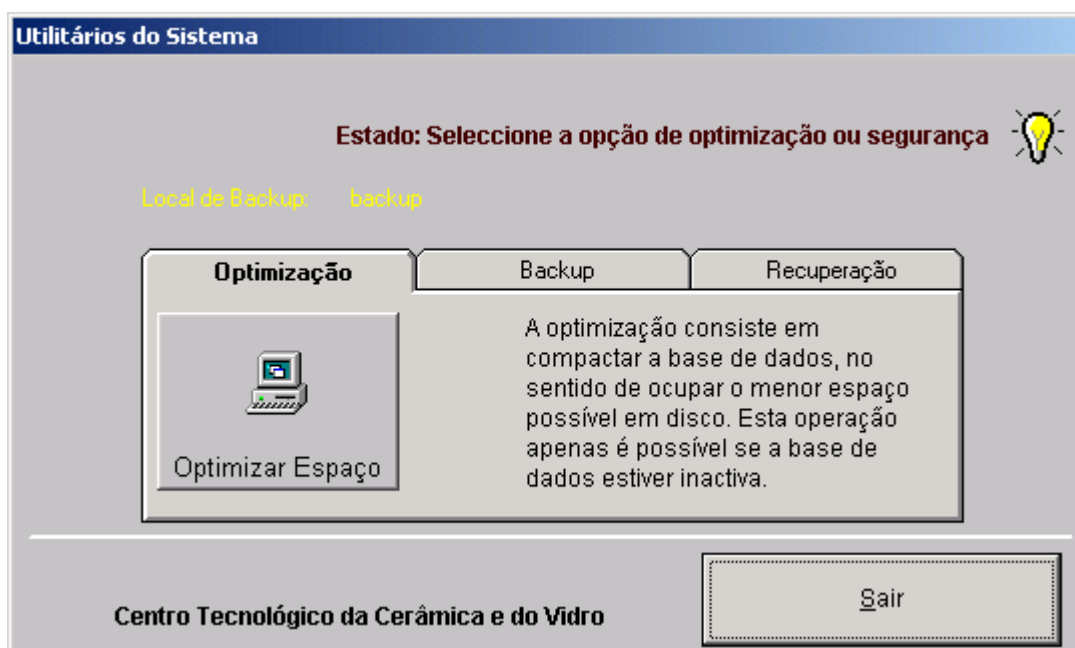 Utilitários do Sistema
Estado: Seleccione a opção de optimização ou segurança
Local de Backup: backup
Optimização Backup Recuperação
A optimização consiste em
compactar a base de dados, no
sentido de ocupar o menor espaço
possível em disco. Esta operação
apenas é possível se a base de
dados estiver inactiva.
Optimizar Espaço
Centro Tecnológico da Cerâmica e do Vidro
Sair